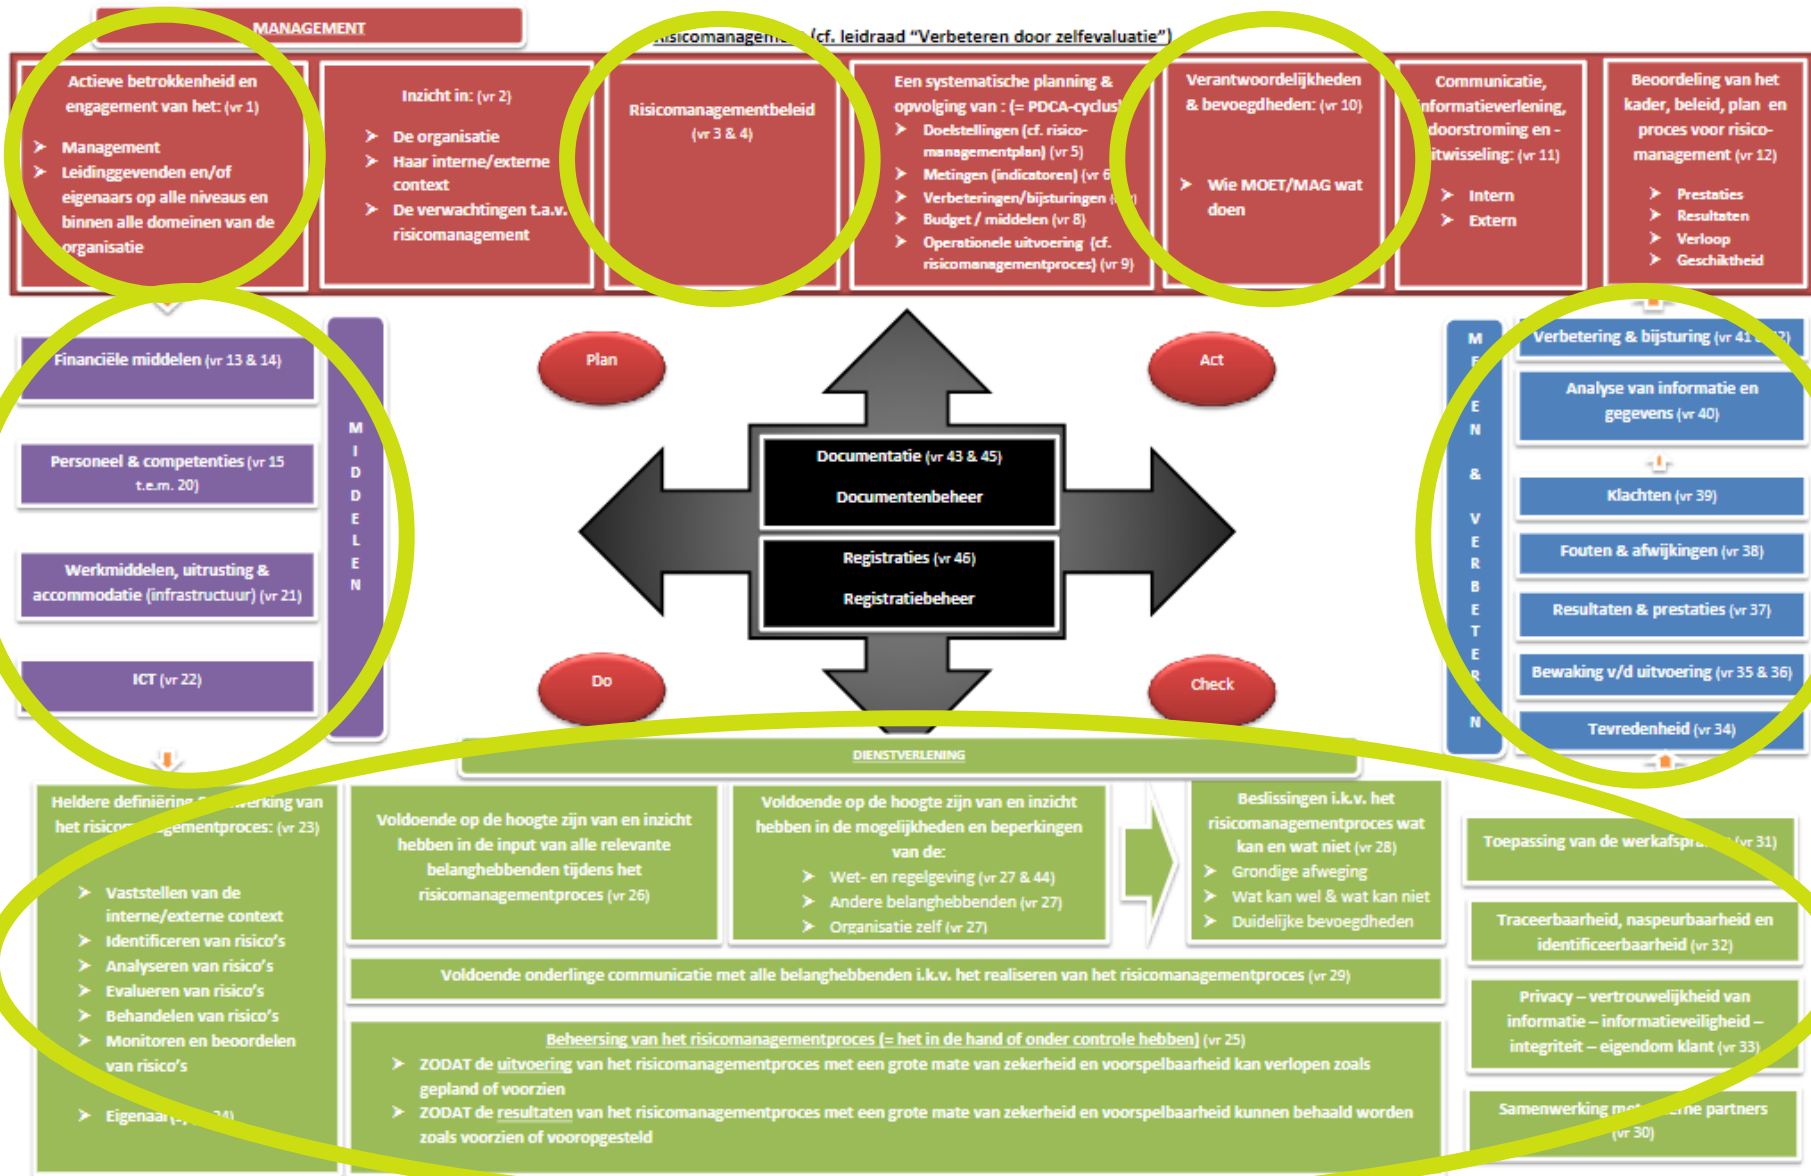 MANAGEMENT
Risicomanagement (cf. leidraad “Verbeteren door zelfevaluatie”)
Actieve betrokkenheid en
engagement van het: (vr 1)
Management
Leidinggevenden en/of
eigenaars op alle niveaus en
binnen alle domeinen van de
organisatie
Inzicht in: (vr 2)
De organisatie
Haar interne/externe
context
De verwachtingen t.a.v.
risicomanagement
Risicomanagementbeleid
(vr 3 & 4)
Een systematische planning &
opvolging van : (= PDCA-cyclus)
Doelstellingen (cf. risico-
managementplan) (vr 5)
Metingen (indicatoren) (vr 6
Verbeteringen/bijsturingen
Budget / middelen (vr 8)
Operationele uitvoering (cf.
risicomanagementproces) (vr 9)
Verantwoordelijkheden
& bevoegdheden: (vr 10)
Wie MOET/MAG wat
doen
Communicatie,
informatieverlening,
doorstroming en -
uitwisseling: (vr 11)
Intern
Extern
Beoordeling van het
kader, beleid, plan en
proces voor risico-
management (vr 12)
Prestaties
Resultaten
Verloop
Geschiktheid
Financiële middelen (vr 13 & 14)
Personeel & competenties (vr 15
t.e.m. 20)
Werkmiddelen, uitrusting &
accommodatie (infrastructuur) (vr 21)
ICT (vr 22)
MIDDELEN
Plan
Act
Do
Check
Documentatie (vr 43 & 45)
Documentenbeheer
Registraties (vr 46)
Registratiebeheer
METEN & VERBETEREN
Verbetering & bijsturing (vr 41
Analyse van informatie en
gegevens (vr 40)
Klachten (vr 39)
Fouten & afwijkingen (vr 38)
Resultaten & prestaties (vr 37)
Bewaking v/d uitvoering (vr 35 & 36)
Tevredenheid (vr 34)
DIENSTVERLENING
Heldere definiëring & uitwerking van
het risicomanagementproces: (vr 23)
Vaststellen van de
interne/externe context
Identificeren van risico’s
Analyseren van risico’s
Evalueren van risico’s
Behandelen van risico’s
Monitoren en beoordelen
van risico’s
Voldoende op de hoogte zijn van en inzicht
hebben in de input van alle relevante
belanghebbenden tijdens het
risicomanagementproces (vr 26)
Voldoende op de hoogte zijn van en inzicht
hebben in de mogelijkheden en beperkingen
van de:
Wet- en regelgeving (vr 27 & 44)
Andere belanghebbenden (vr 27)
Organisatie zelf (vr 27)
Beslissingen i.k.v. het
risicomanagementproces wat
kan en wat niet (vr 28)
Grondige afweging
Wat kan wel & wat kan niet
Duidelijke bevoegdheden
Voldoende onderlinge communicatie met alle belanghebbenden i.k.v. het realiseren van het risicomanagementproces (vr 29)
Beheersing van het risicomanagementproces (= het in de hand of onder controle hebben) (vr 25)
ZODAT de uitvoering van het risicomanagementproces met een grote mate van zekerheid en voorspelbaarheid kan verlopen zoals
gepland of voorzien
ZODAT de resultaten van het risicomanagementproces met een grote mate van zekerheid en voorspelbaarheid kunnen behaald worden
zoals voorzien of vooropgesteld
Toepassing van de werkafspraken (vr 31)
Traceerbaarheid, naspeurbaarheid en
identificeerbaarheid (vr 32)
Privacy – vertrouwelijkheid van
informatie – informatieveiligheid –
integriteit – eigendom klant (vr 33)
Samenwerking met externe partners
(vr 30)